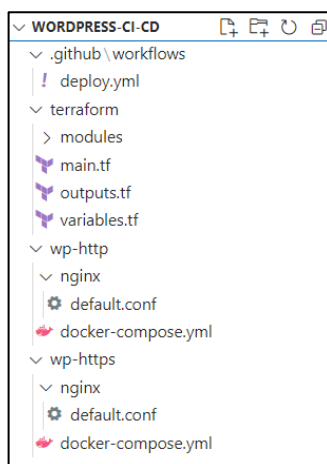 WORDPRESS-CI-CD
.github\workflows
! deploy.yml
terraform
modules
main.tf
outputs.tf
variables.tf
wp-http
nginx
default.conf
docker-compose.yml
wp-https
nginx
default.conf
docker-compose.yml